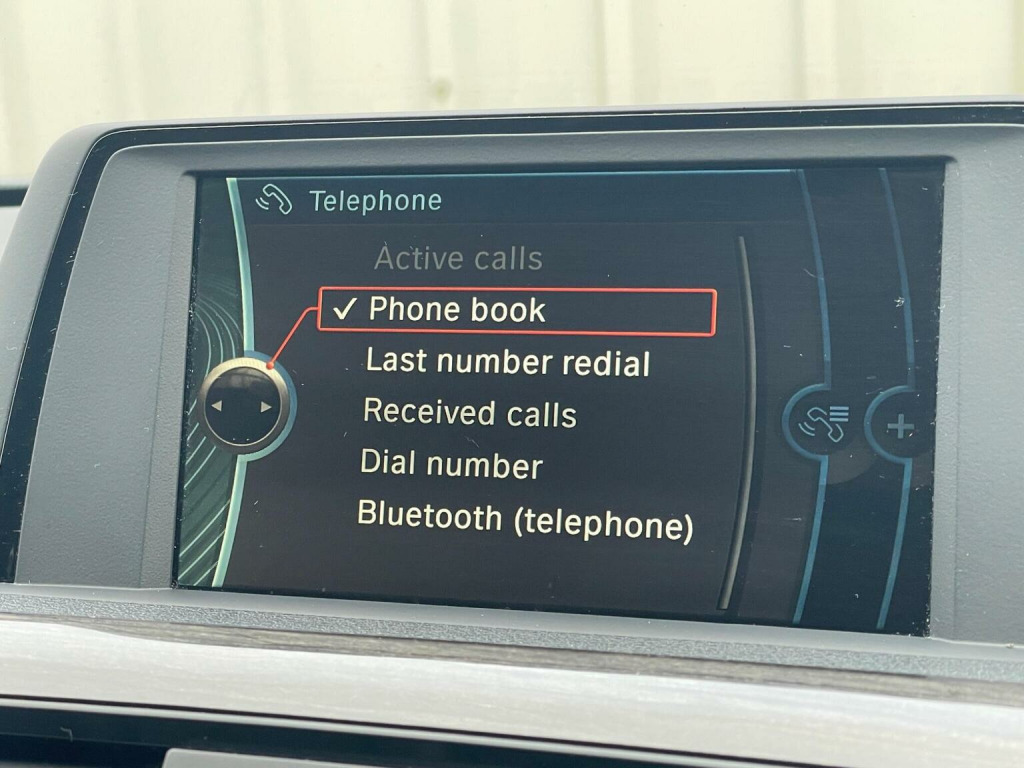 Telephone
Active calls
✓ Phone book
Last number redial
Received calls
Dial number
Bluetooth (telephone)